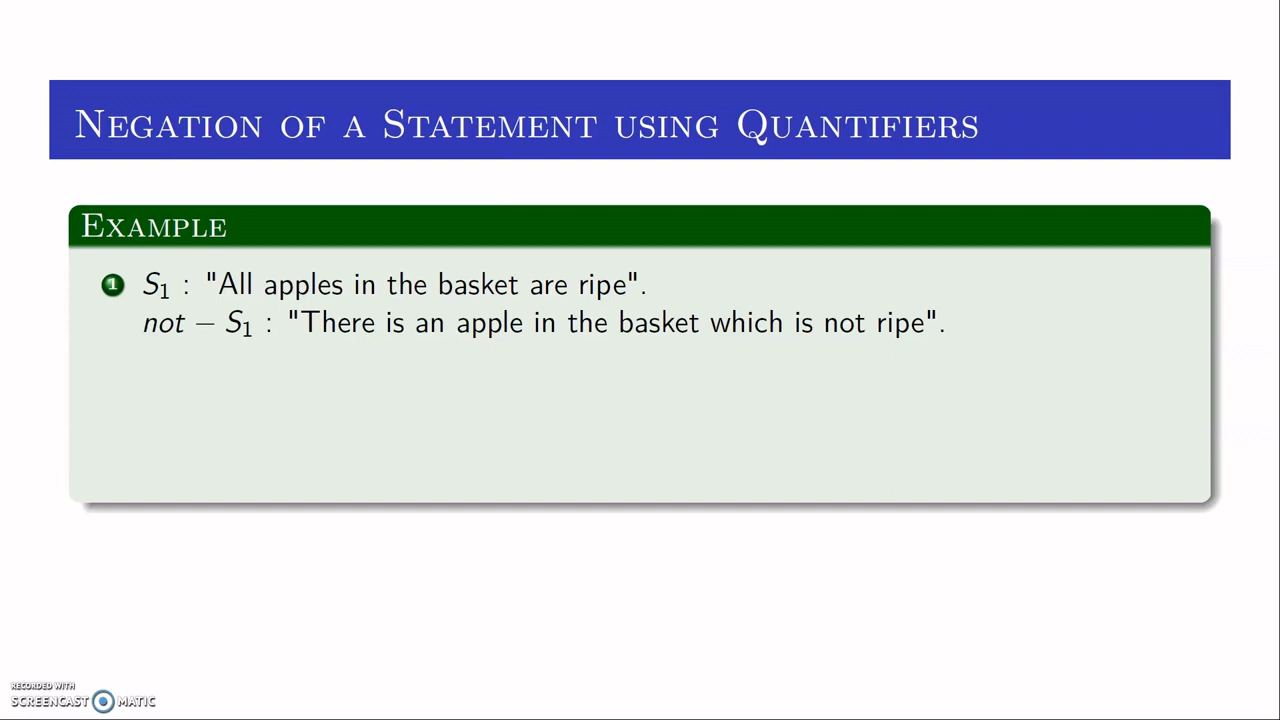 Negation of a Statement using Quantifiers
Example
1 S₁ : "All apples in the basket are ripe".
not − S₁ : "There is an apple in the basket which is not ripe".
RECORDED WITH
SCREENCAST MATIC